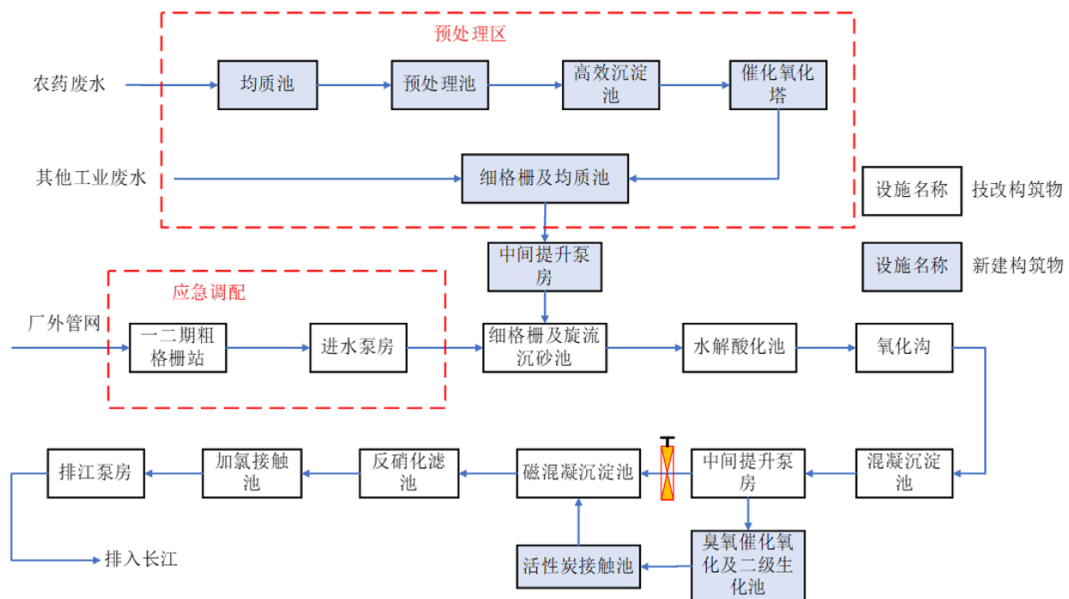 预处理区
农药废水
均质池
预处理池
高效沉淀
池
催化氧化
塔
其他工业废水
细格栅及均质池
设施名称
技改构筑物
中间提升泵
房
设施名称
新建构筑物
应急调配
厂外管网
一二期粗
格栅站
进水泵房
细格栅及旋流
沉砂池
水解酸化池
氧化沟
排江泵房
加氯接触
池
反硝化滤
池
磁混凝沉淀池
中间提升泵
房
混凝沉淀
池
排入长江
活性炭接触池
臭氧催化氧
化及二级生
化池